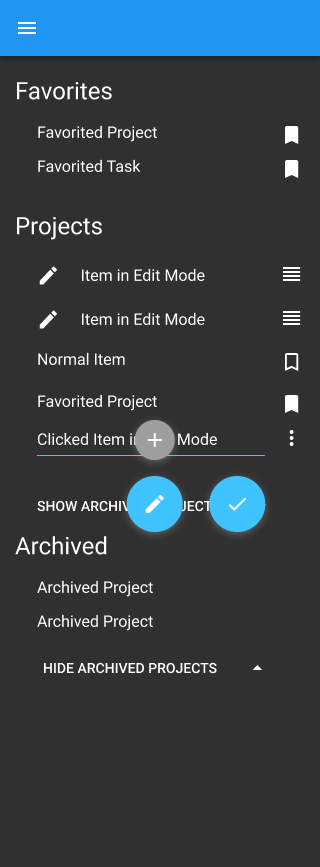 Favorites
Favorited Project
Favorited Task
Projects
Item in Edit Mode
Item in Edit Mode
Normal Item
Favorited Project
Clicked Item Mode
SHOW
Archived
Archived Project
Archived Project
HIDE ARCHIVED PROJECTS